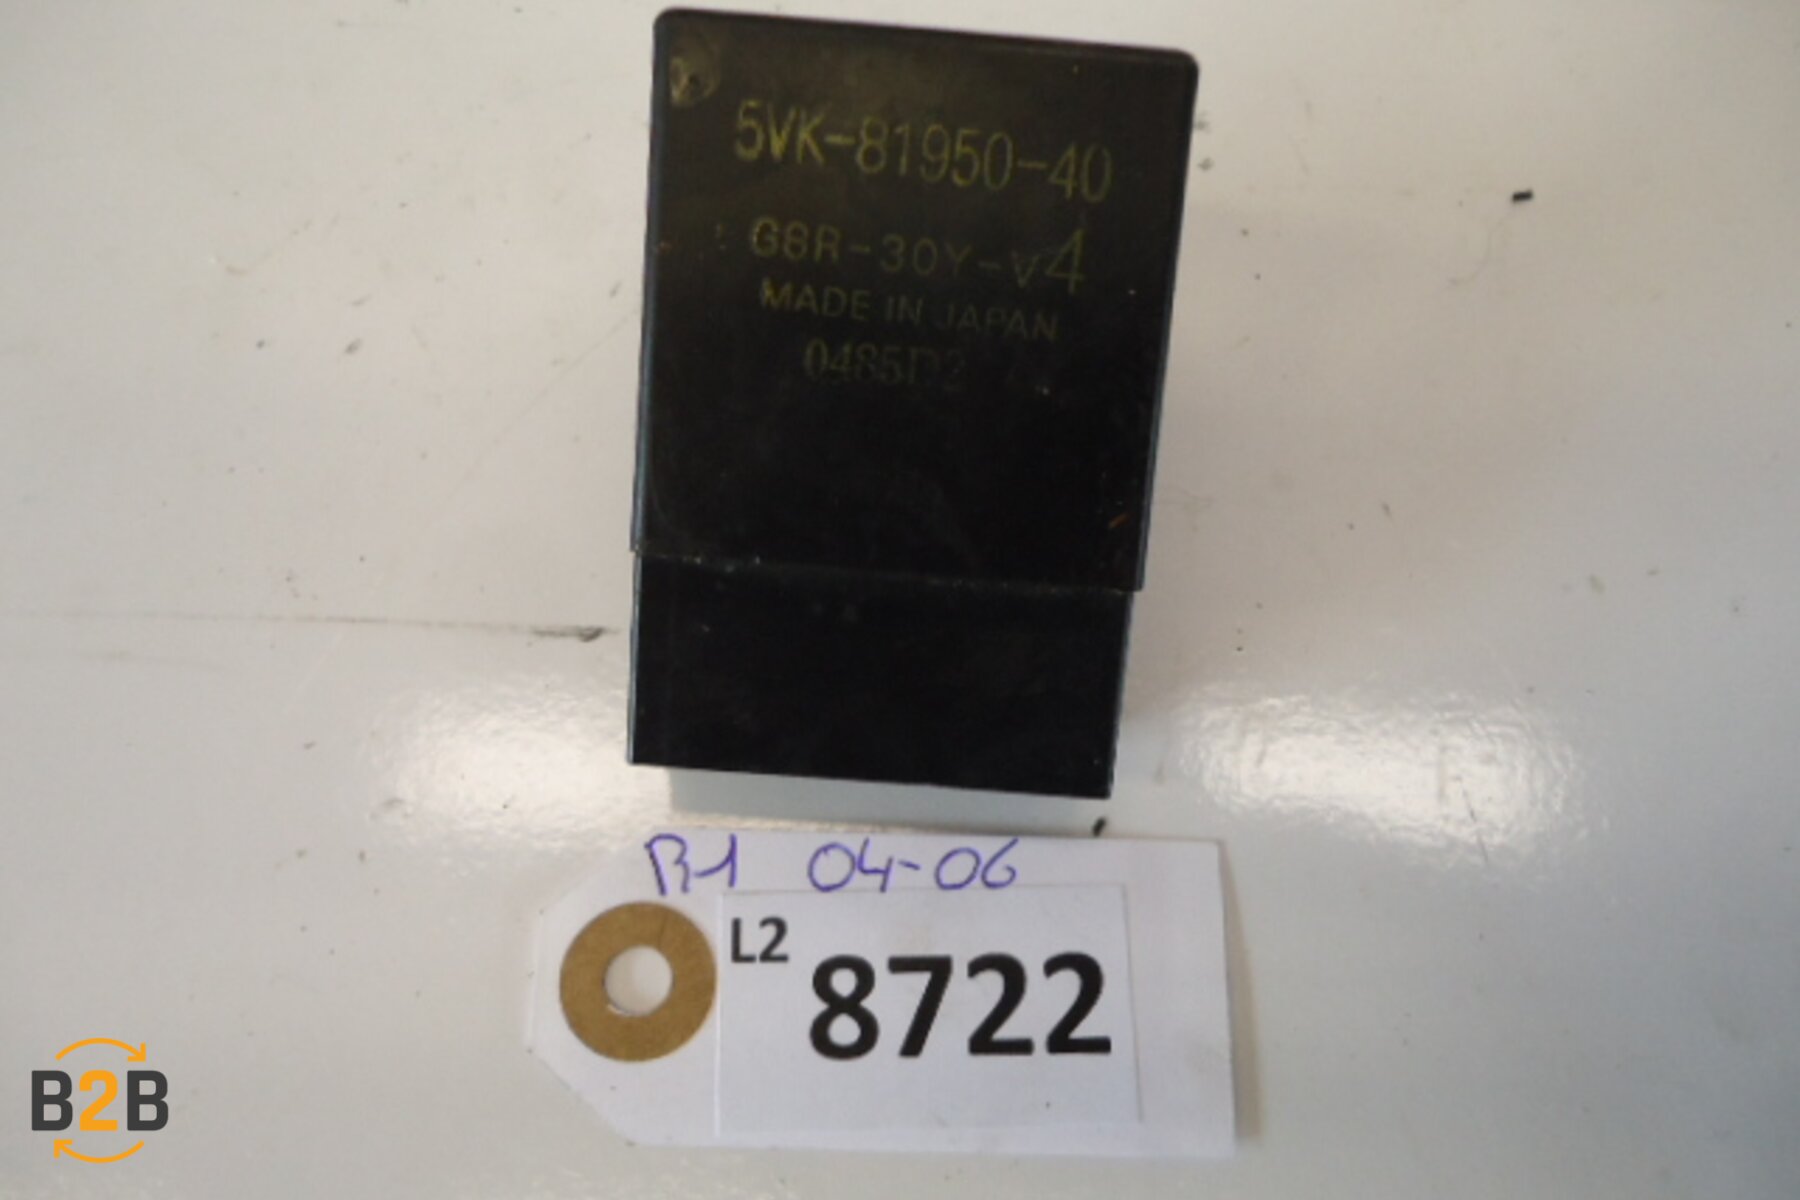 5VK-81950-40
G8R-30Y-V4
MADE IN JAPAN
0485D2
R1 04-06
L2
8722
B2B